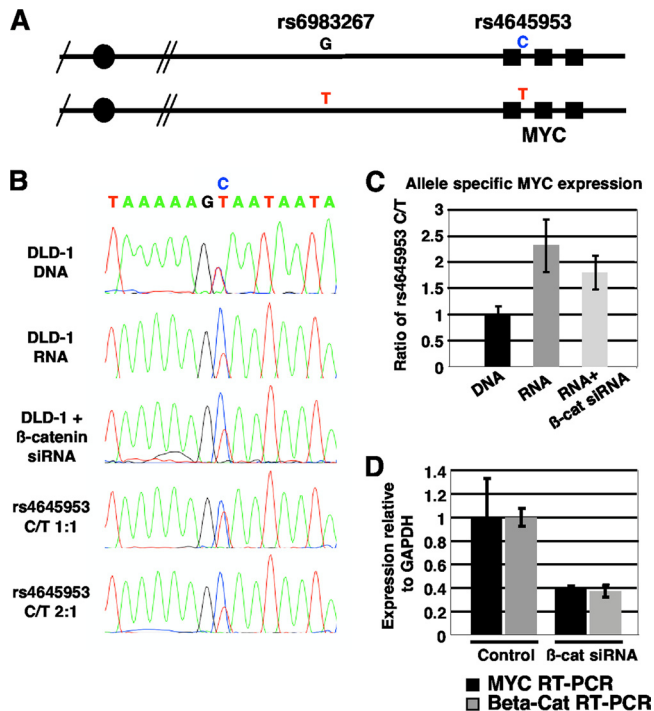 A
rs6983267
rs4645953
G
C
T
T
MYC
B
C
TAAAAAGTAATAATA
DLD-1
DNA
DLD-1
RNA
DLD-1 +
ß-catenin
siRNA
rs4645953
C/T 1:1
rs4645953
C/T 2:1
C
Allele specific MYC expression
Ratio of rs4645953 C/T
3
2.5
2
1.5
1
0.5
0
DNA
RNA
RNA+
ß-cat siRNA
D
Expression relative
to GAPDH
1.4
1.2
1
0.8
0.6
0.4
0.2
0
Control
ß-cat siRNA
MYC RT-PCR
Beta-Cat RT-PCR